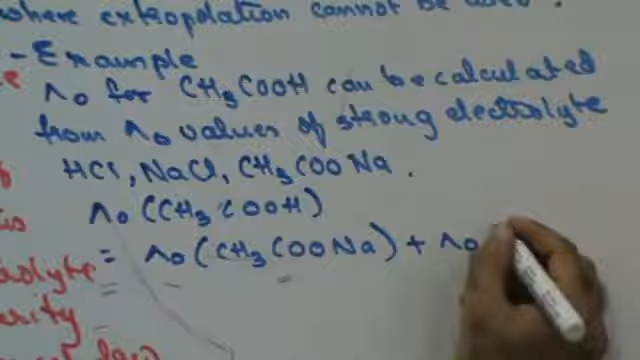 where extrapolation cannot be used.
- Example
Λo for CH3COOH can be calculated
from Λo values of strong electrolyte
HCl, NaCl, CH3COONa.
Λo (CH3COOH)
= Λo (CH3COONa) + Λo